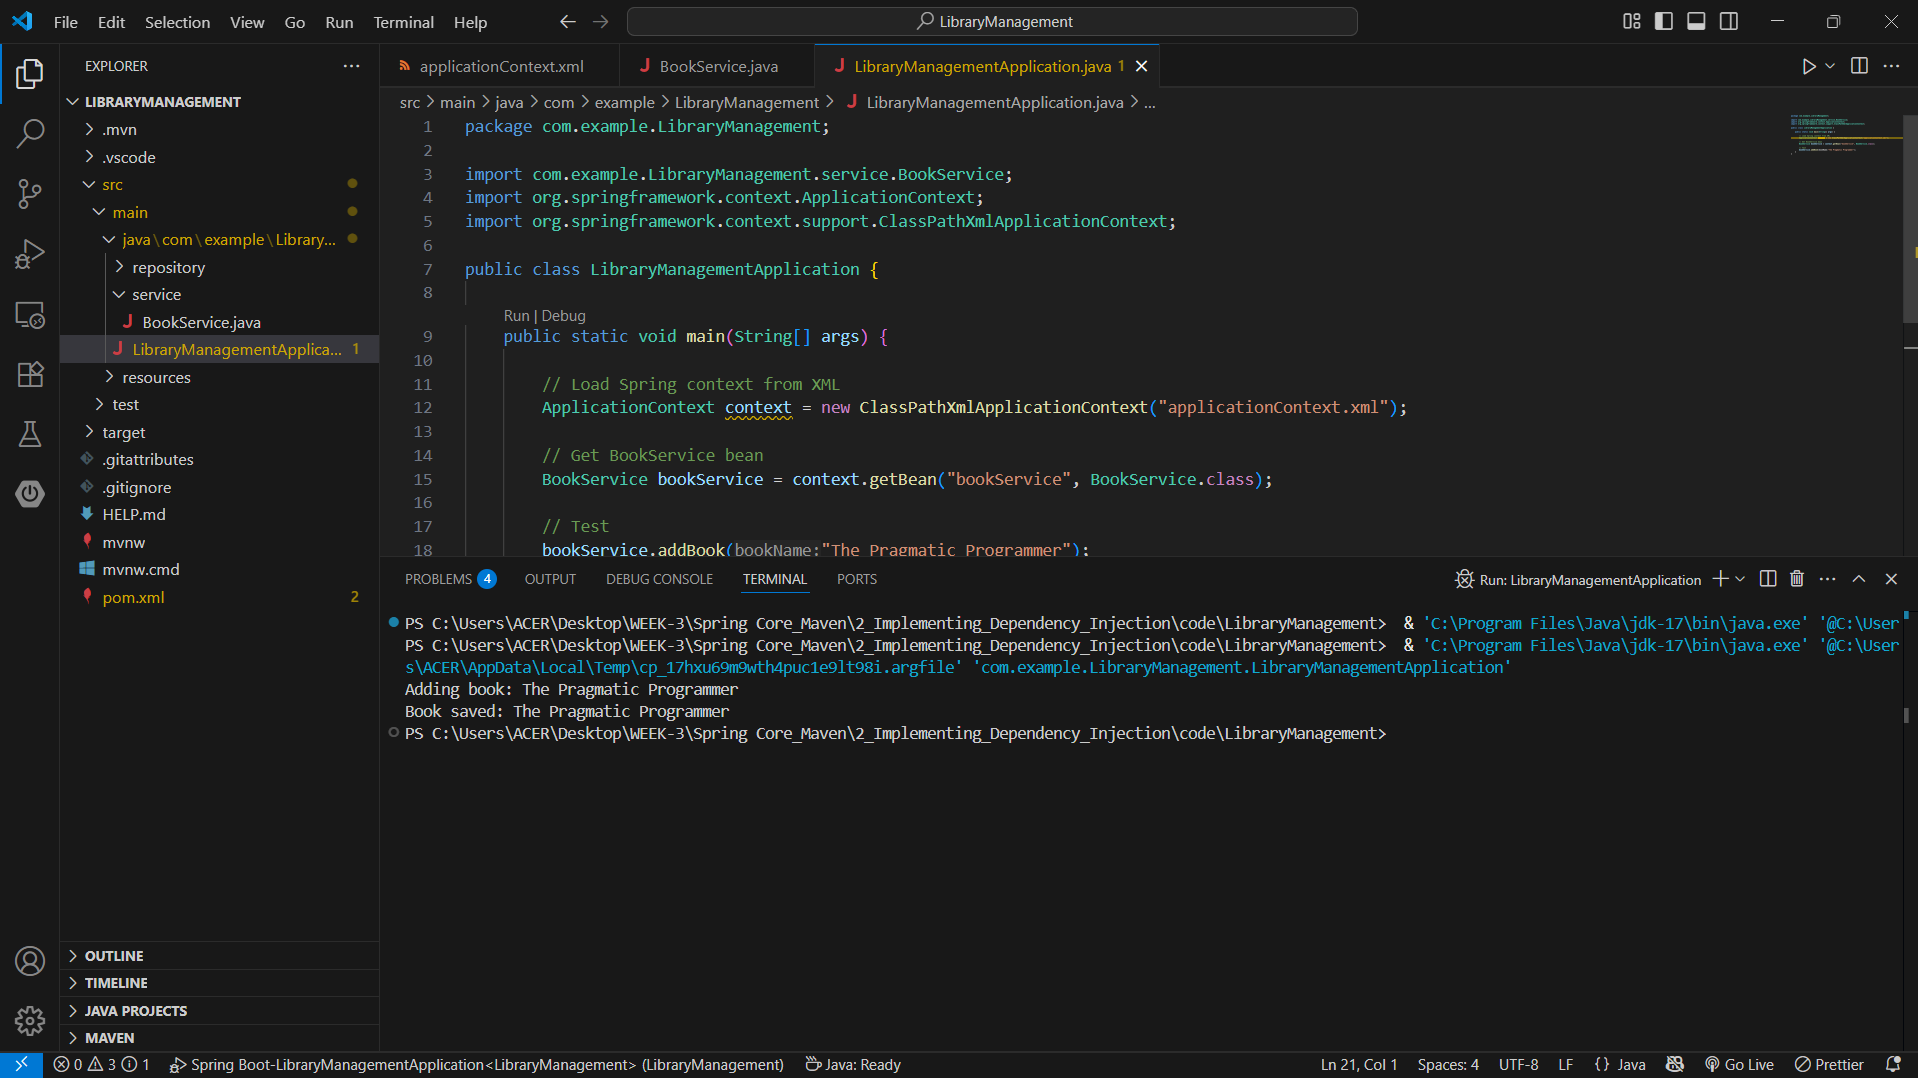 File Edit Selection View Go Run Terminal Help
LibraryManagement
EXPLORER
LIBRARYMANAGEMENT
.mvn
.vscode
src
main
java\com\example\Library...
repository
service
BookService.java
LibraryManagementApplica... 1
resources
test
target
.gitattributes
.gitignore
HELP.md
mvnw
mvnw.cmd
pom.xml 2
OUTLINE
TIMELINE
JAVA PROJECTS
MAVEN
applicationContext.xml
BookService.java
LibraryManagementApplication.java 1
src > main > java > com > example > LibraryManagement > LibraryManagementApplication.java > ...
1 package com.example.LibraryManagement;
2
3 import com.example.LibraryManagement.service.BookService;
4 import org.springframework.context.ApplicationContext;
5 import org.springframework.context.support.ClassPathXmlApplicationContext;
6
7 public class LibraryManagementApplication {
8
Run | Debug
9 public static void main(String[] args) {
10
11 // Load Spring context from XML
12 ApplicationContext context = new ClassPathXmlApplicationContext("applicationContext.xml");
13
14 // Get BookService bean
15 BookService bookService = context.getBean("bookService", BookService.class);
16
17 // Test
18 bookService.addBook(bookName:"The Pragmatic Programmer");
PROBLEMS 4 OUTPUT DEBUG CONSOLE TERMINAL PORTS
Run: LibraryManagementApplication
PS C:\Users\ACER\Desktop\WEEK-3\Spring Core_Maven\2_Implementing_Dependency_Injection\code\LibraryManagement> & 'C:\Program Files\Java\jdk-17\bin\java.exe' '@C:\User
PS C:\Users\ACER\Desktop\WEEK-3\Spring Core_Maven\2_Implementing_Dependency_Injection\code\LibraryManagement> & 'C:\Program Files\Java\jdk-17\bin\java.exe' '@C:\User
s\ACER\AppData\Local\Temp\cp_17hxu69m9wth4puc1e9lt98i.argfile' 'com.example.LibraryManagement.LibraryManagementApplication'
Adding book: The Pragmatic Programmer
Book saved: The Pragmatic Programmer
PS C:\Users\ACER\Desktop\WEEK-3\Spring Core_Maven\2_Implementing_Dependency_Injection\code\LibraryManagement>
0 3 1 Spring Boot-LibraryManagementApplication<LibraryManagement> (LibraryManagement) Java: Ready
Ln 21, Col 1 Spaces: 4 UTF-8 LF {} Java Go Live Prettier